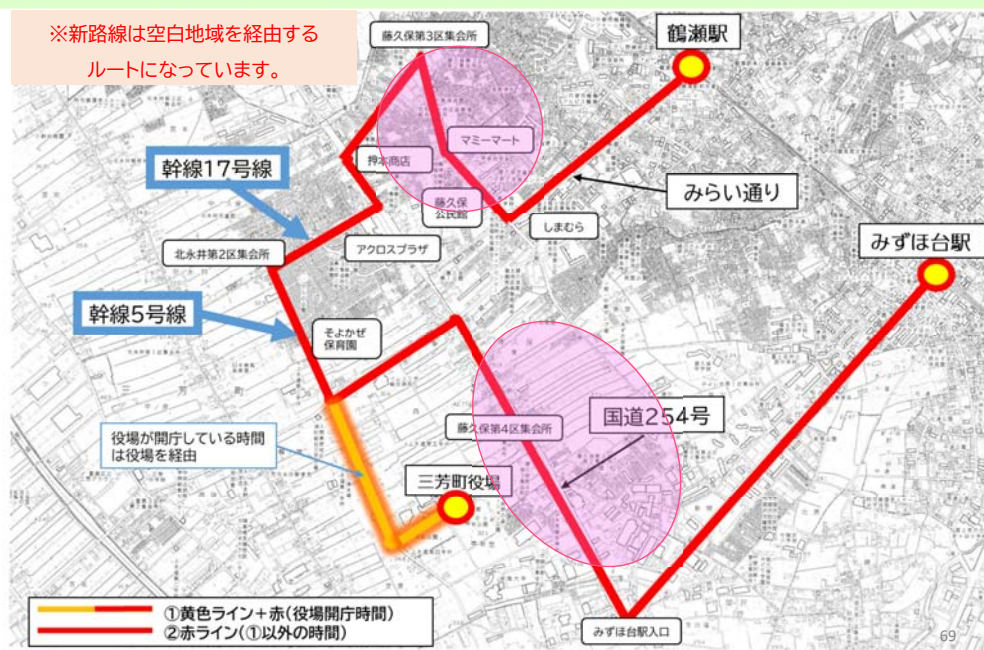 ※新路線は空白地域を経由する
ルートになっています。
藤久保第3区集会所
鶴瀬駅
マミーマート
幹線17号線
押本商店
みらい通り
藤久保
公民館
しまむら
みずほ台駅
アクロスプラザ
北永井第2区集会所
幹線5号線
そよかぜ
保育園
国道254号
藤久保第4区集会所
役場が開庁している時間
は役場を経由
三芳町役場
①黄色ライン+赤(役場開庁時間)
②赤ライン(①以外の時間)
みずほ台駅入口
69